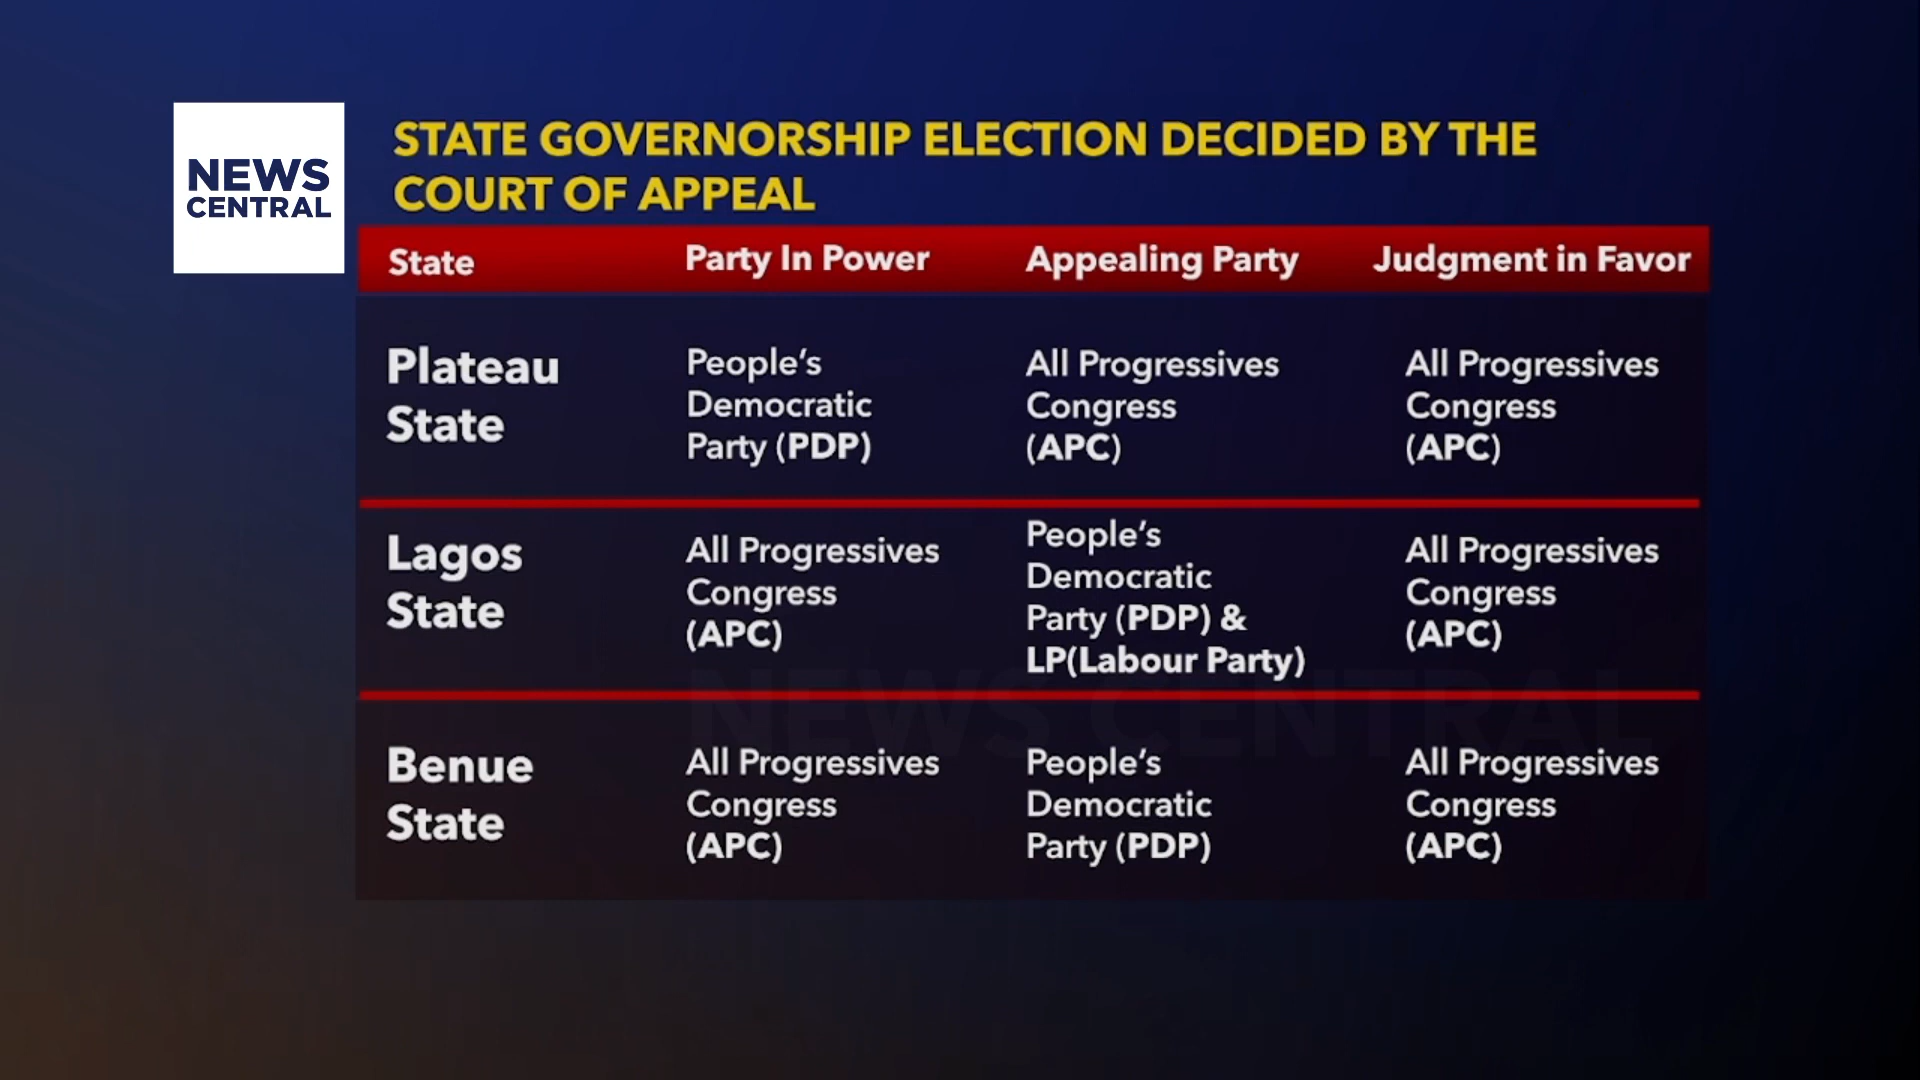 NEWS
CENTRAL
STATE GOVERNORSHIP ELECTION DECIDED BY THE
COURT OF APPEAL
State Party In Power Appealing Party Judgment in Favor
Plateau
State
People‘s
Democratic
Party (PDP)
All Progressives
Congress
(APC)
All Progressives
Congress
(APC)
Lagos
State
All Progressives
Congress
(APC)
People‘s
Democratic
Party (PDP) &
LP(Labour Party)
All Progressives
Congress
(APC)
Benue
State
All Progressives
Congress
(APC)
People‘s
Democratic
Party (PDP)
All Progressives
Congress
(APC)
NEWS CENTRAL